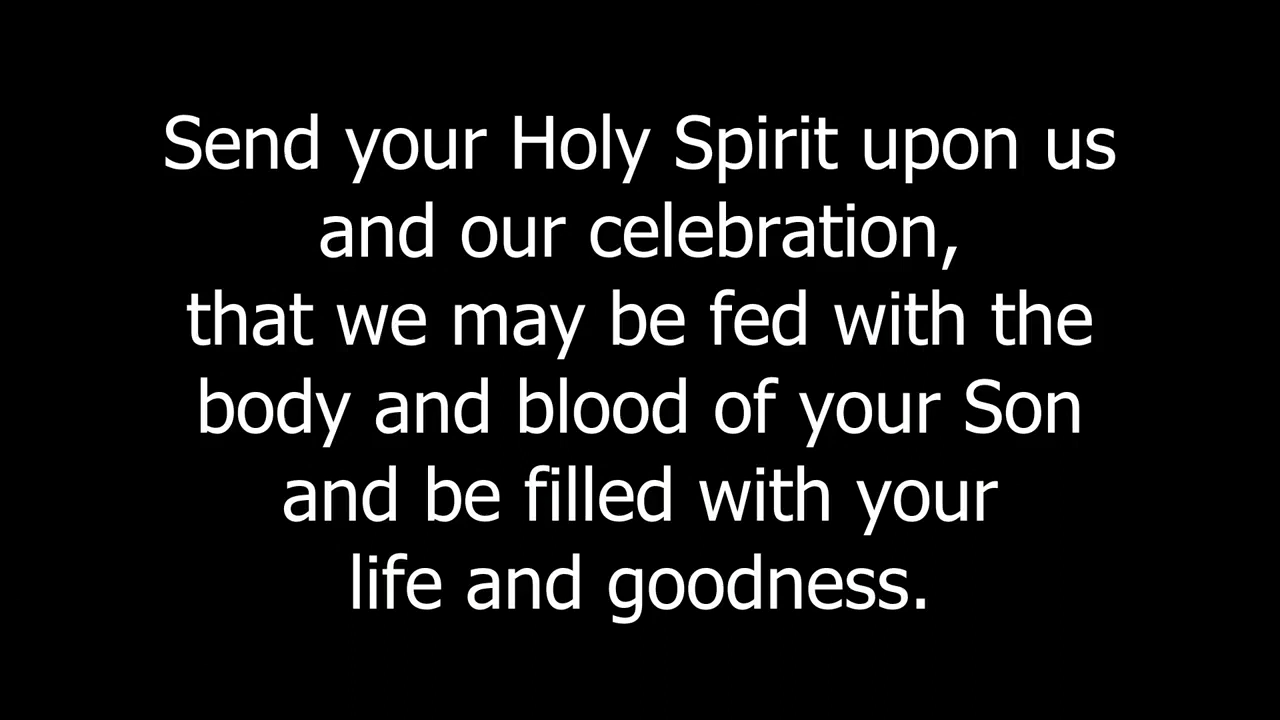 Send your Holy Spirit upon us
and our celebration,
that we may be fed with the
body and blood of your Son
and be filled with your
life and goodness.